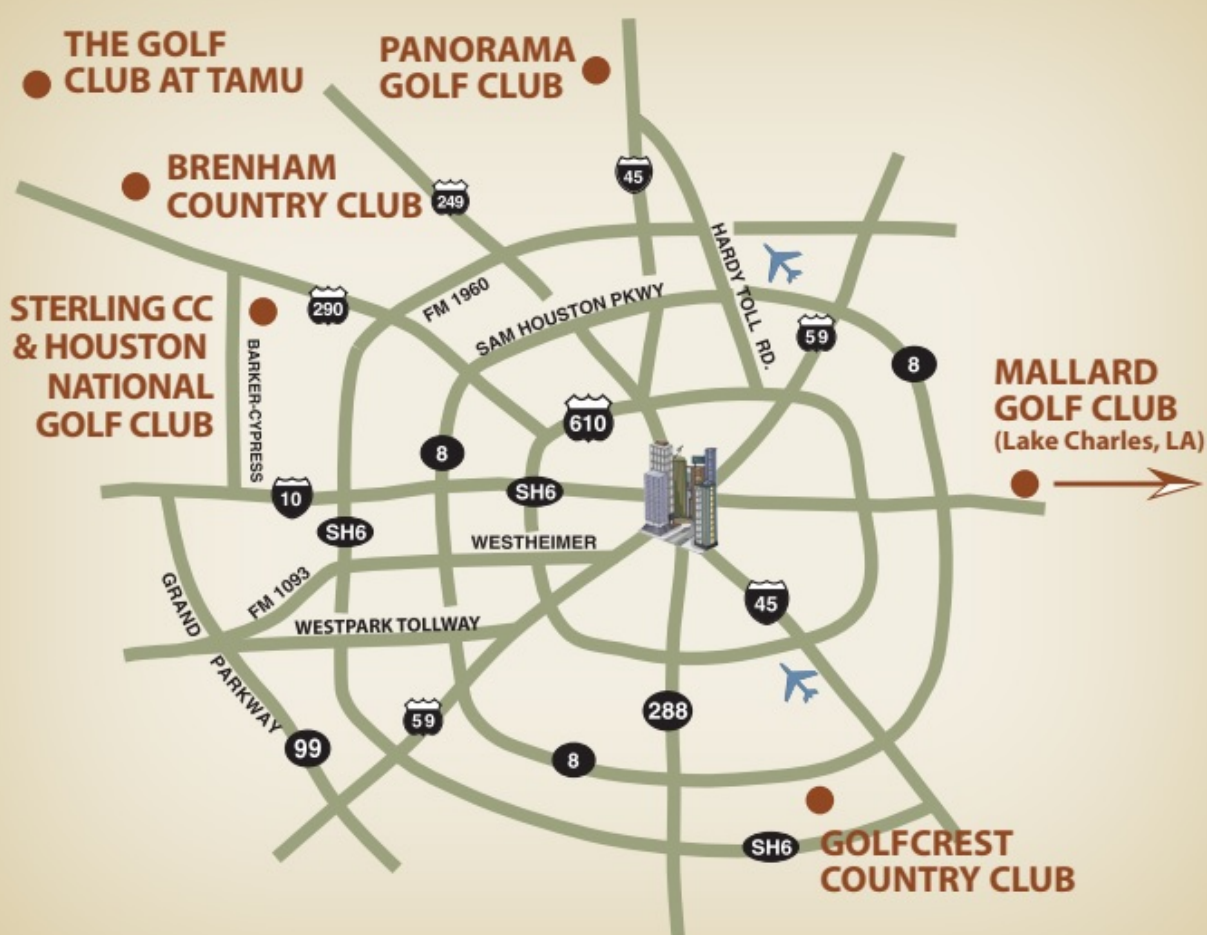 THE GOLF
CLUB AT TAMU
PANORAMA
GOLF CLUB
BRENHAM
COUNTRY CLUB
249
45
HARDY TOLL RD.
STERLING CC
& HOUSTON
NATIONAL
GOLF CLUB
290
FM 1960
SAM HOUSTON PKWY
59
8
BARKER-CYPRESS
MALLARD
GOLF CLUB
(Lake Charles, LA)
610
8
10
SH6
SH6
WESTHEIMER
GRAND PARKWAY
FM 1093
WESTPARK TOLLWAY
45
59
288
99
8
SH6
GOLFCREST
COUNTRY CLUB